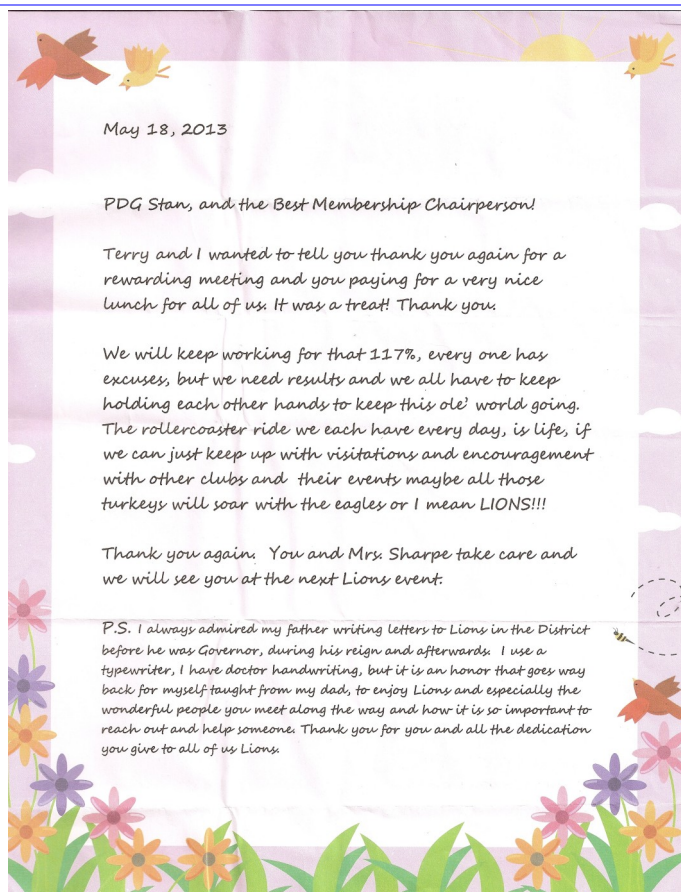 May 18, 2013
PDG Stan, and the Best Membership Chairperson!
Terry and I wanted to tell you thank you again for a
rewarding meeting and you paying for a very nice
lunch for all of us. It was a treat! Thank you.
We will keep working for that 117%, every one has
excuses, but we need results and we all have to keep
holding each other hands to keep this ole' world going.
The rollercoaster ride we each have every day, is life, if
we can just keep up with visitations and encouragement
with other clubs and their events maybe all those
turkeys will soar with the eagles or I mean LIONS!!!
Thank you again. You and Mrs. Sharpe take care and
we will see you at the next Lions event.
P.S. I always admired my father writing letters to Lions in the District
before he was Governor, during his reign and afterwards. I use a
typewriter, I have doctor handwriting, but it is an honor that goes way
back for myself taught from my dad, to enjoy Lions and especially the
wonderful people you meet along the way and how it is so important to
reach out and help someone. Thank you for you and all the dedication
you give to all of us Lions.